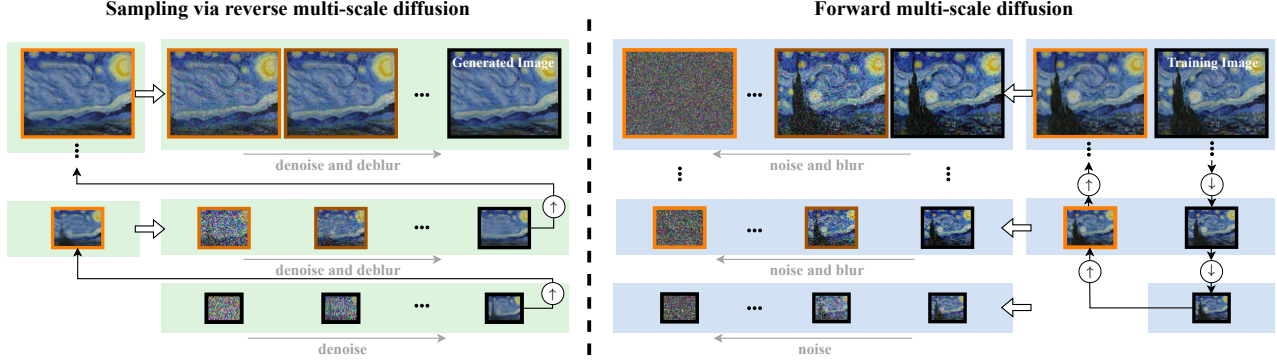 Sampling via reverse multi-scale diffusion
Generated Image
...
denoise and deblur
⋮
↑
...
denoise and deblur
↑
...
denoise
Forward multi-scale diffusion
Training Image
...
noise and blur
⋮
⋮
⋮
⋮
↑
↓
...
noise and blur
↑
↓
...
noise